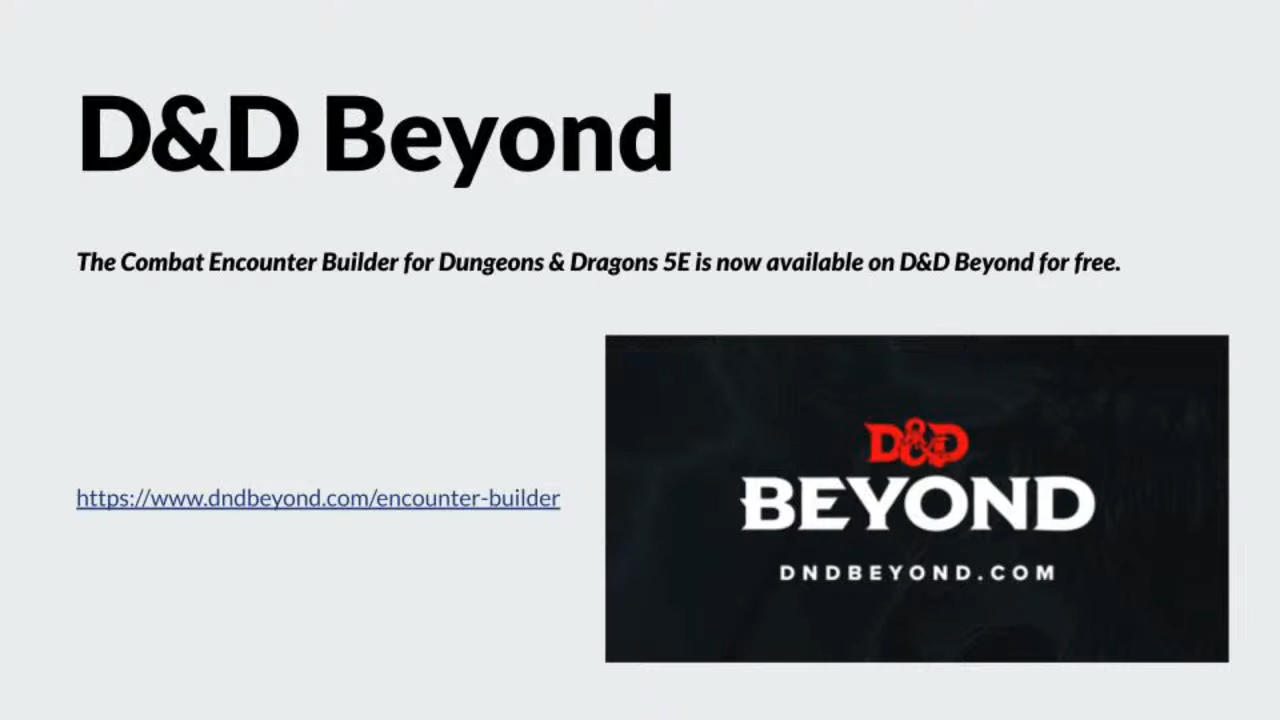 D&D Beyond
The Combat Encounter Builder for Dungeons & Dragons 5E is now available on D&D Beyond for free.
https://www.dndbeyond.com/encounter-builder
D&D
BEYOND
DNDBEYOND.COM